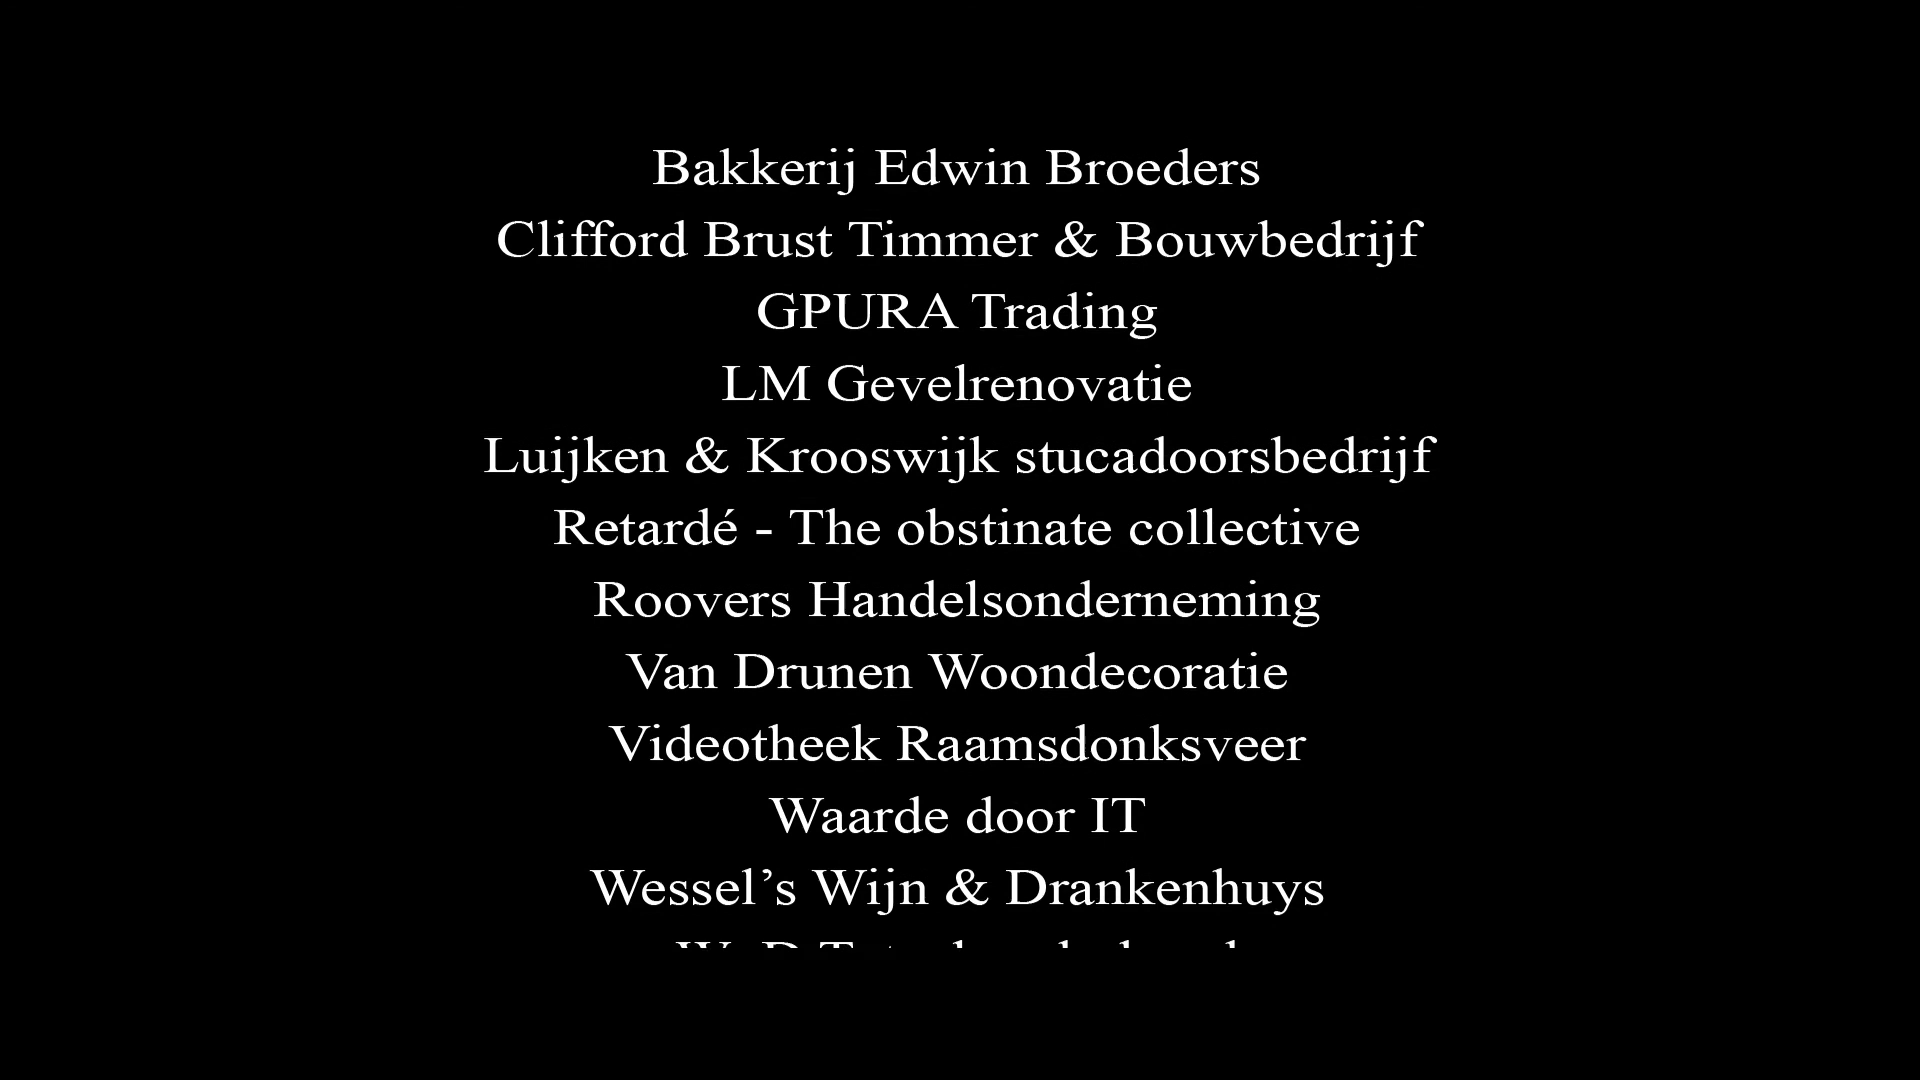 Bakkerij Edwin Broeders
Clifford Brust Timmer & Bouwbedrijf
GPURA Trading
LM Gevelrenovatie
Luijken & Krooswijk stucadoorsbedrijf
Retardé - The obstinate collective
Roovers Handelsonderneming
Van Drunen Woondecoratie
Videotheek Raamsdonksveer
Waarde door IT
Wessel’s Wijn & Drankenhuys